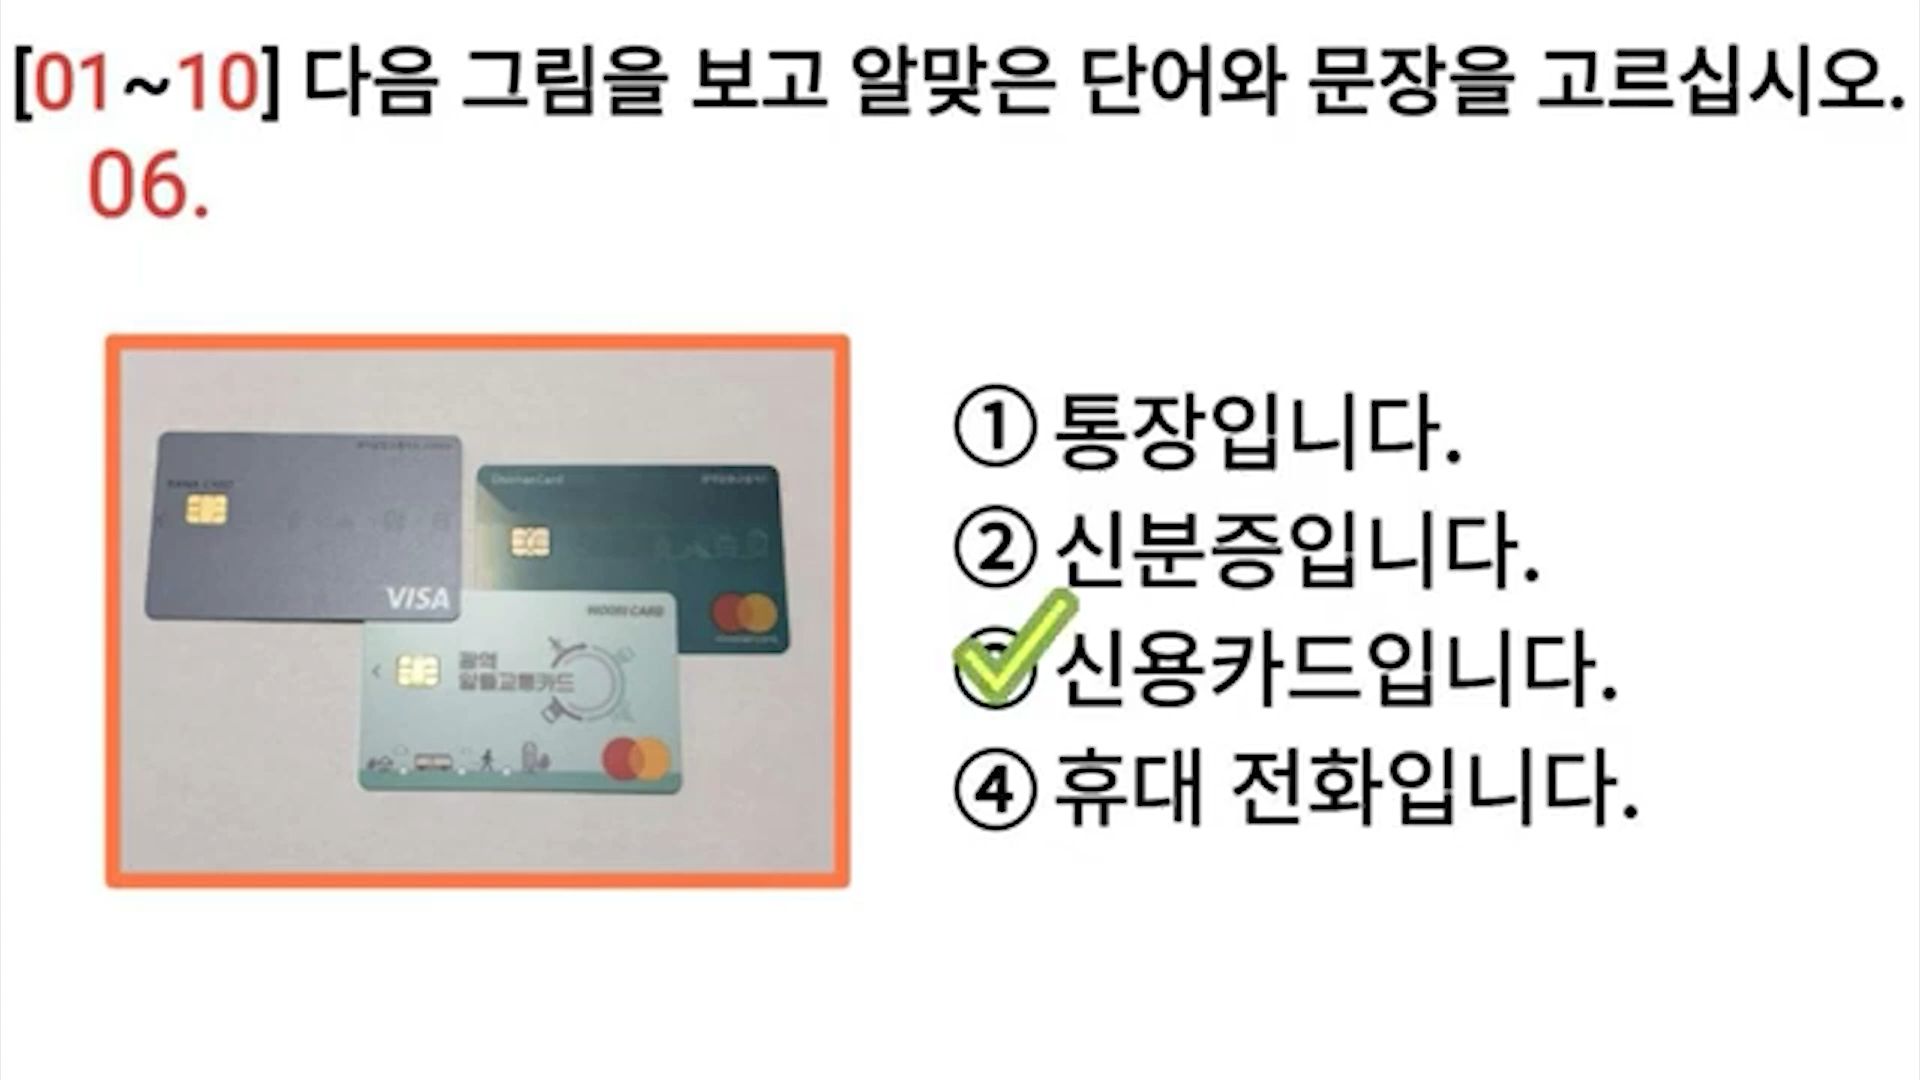 [01~10] 다음 그림을 보고 알맞은 단어와 문장을 고르십시오.
06.
VISA
WOORI CARD
광역
알뜰교통카드
① 통장입니다.
② 신분증입니다.
신용카드입니다.
④ 휴대 전화입니다.